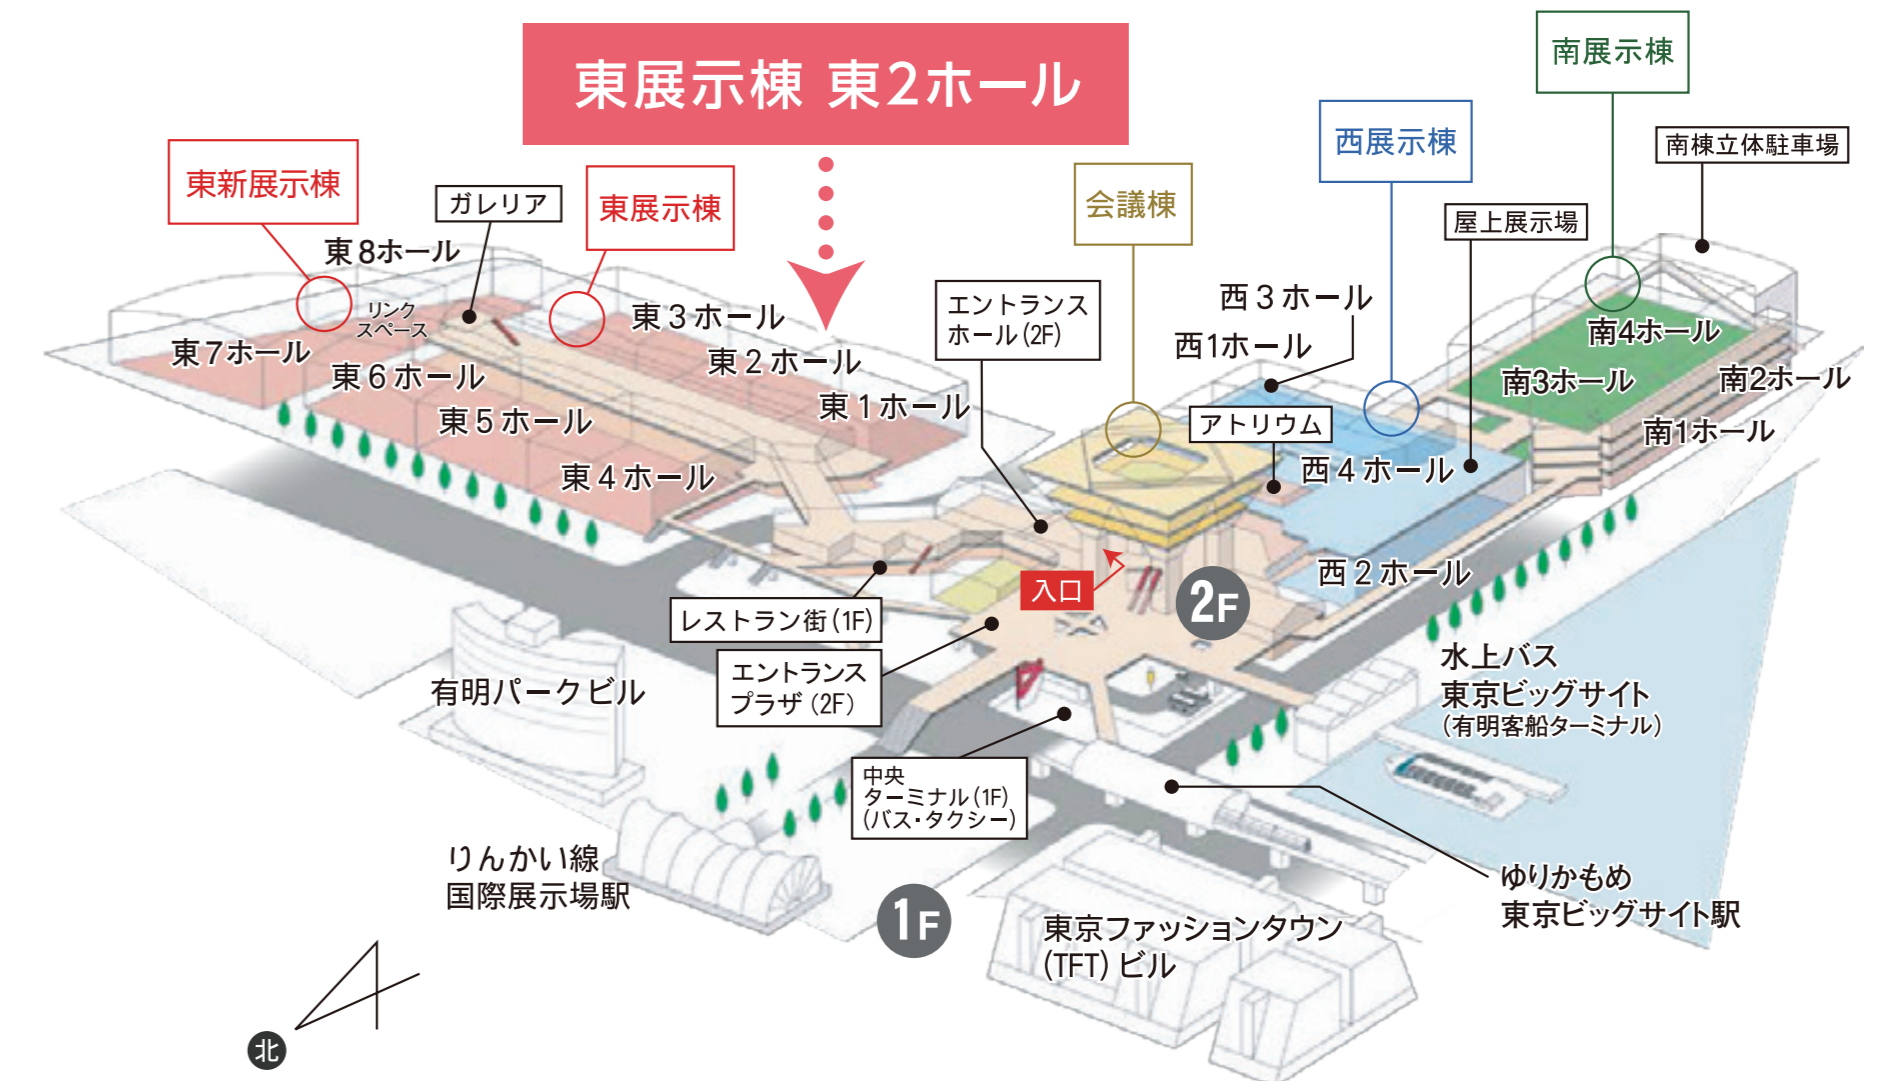 東展示棟 東2ホール
南展示棟
西展示棟
南棟立体駐車場
東新展示棟
ガレリア
東展示棟
会議棟
屋上展示場
東8ホール
リンク
スペース
東3ホール
エントランス
ホール(2F)
西3ホール
西1ホール
南4ホール
東7ホール
東6ホール
東2ホール
南3ホール
南2ホール
東5ホール
東1ホール
アトリウム
南1ホール
東4ホール
西4ホール
入口
2F
西2ホール
レストラン街(1F)
エントランス
プラザ(2F)
有明パークビル
水上バス
東京ビッグサイト
(有明客船ターミナル)
中央
ターミナル(1F)
(バス・タクシー)
りんかい線
国際展示場駅
1F
ゆりかもめ
東京ビッグサイト駅
東京ファッションタウン
(TFT)ビル
北